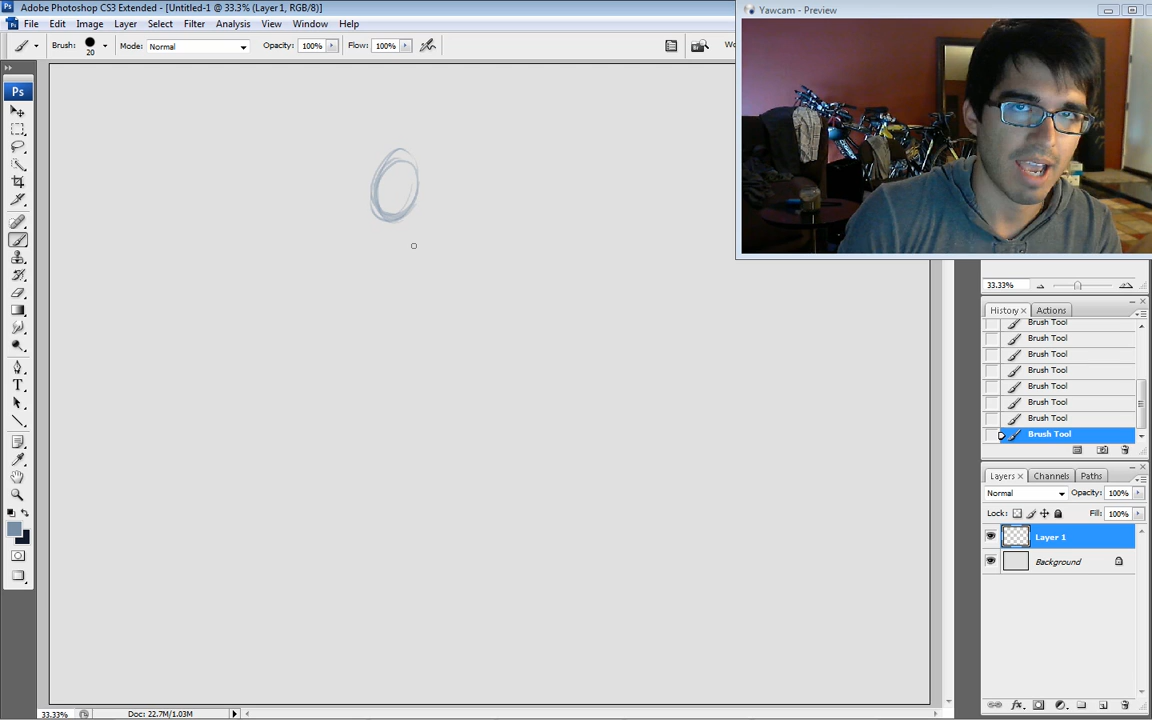 Adobe Photoshop CS3 Extended - [Untitled-1 @ 33.3% (Layer 1, RGB/8)]
Yawcam - Preview
File Edit Image Layer Select Filter Analysis View Window Help
Brush: 20 Mode: Normal Opacity: 100% Flow: 100%
Ps
33.33%
History Actions
Brush Tool
Brush Tool
Brush Tool
Brush Tool
Brush Tool
Brush Tool
Brush Tool
Brush Tool
Layers Channels Paths
Normal Opacity: 100%
Lock: Fill: 100%
Layer 1
Background
33.33% Doc: 22.7M/1.03M